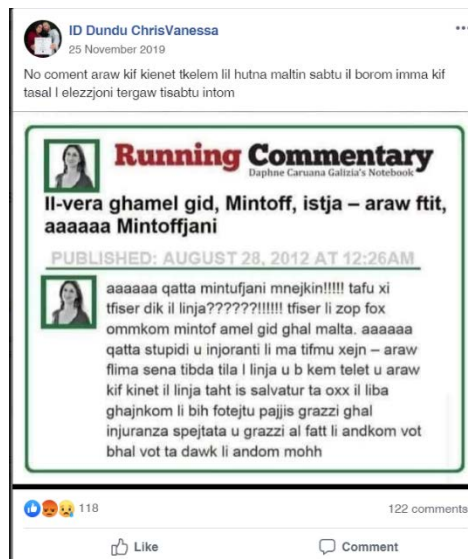 ID Dundu ChrisVanessa
25 November 2019
No coment araw kif kienet tkelem lil hutna maltin sabtu il borom imma kif
tasal l elezzjoni tergaw tisabtu intom
Running Commentary
Daphne Caruana Galizia's Notebook
Il-vera ghamel gid, Mintoff, istja – araw ftit,
aaaaaa Mintoffjani
PUBLISHED: AUGUST 28, 2012 AT 12:26AM
aaaaaa qatta mintufjani mnejkin!!!!! tafu xi
tfiser dik il linja??????!!!!!! tfiser li zop fox
ommkom mintof amel gid ghal malta. aaaaaa
qatta stupidi u injoranti li ma tifmu xejn – araw
flima sena tibda tila l linja u b kem telet u araw
kif kinet il linja taht is salvatur ta oxx il liba
ghajnkom li bih fotejtu pajjis grazzi ghal
injuranza spejtata u grazzi al fatt li andkom vot
bhal vot ta dawk li andom mohh
118
122 comments
Like
Comment